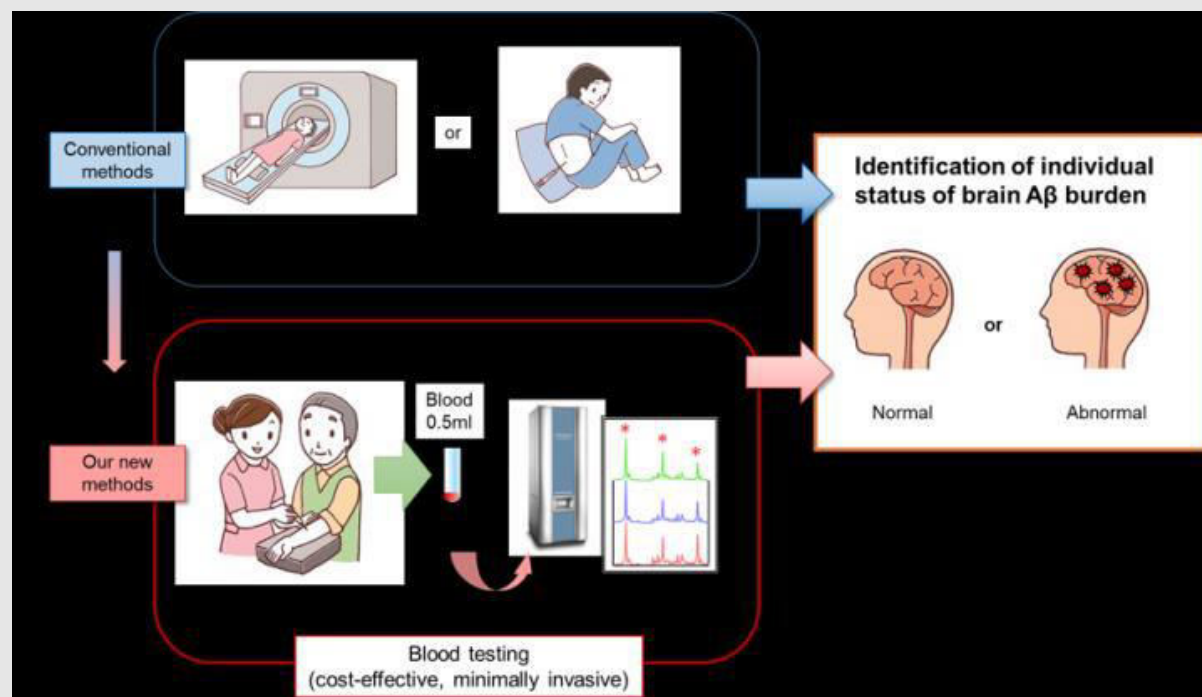 Conventional
methods
or
Identification of individual
status of brain Aβ burden
or
Normal
Abnormal
Our new
methods
Blood
0.5ml
* * *
Blood testing
(cost-effective, minimally invasive)